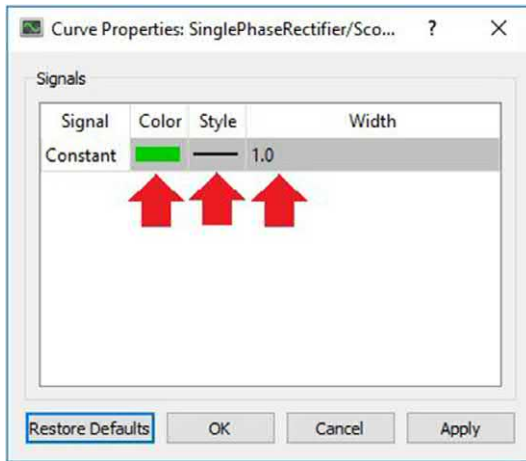 Curve Properties: SinglePhaseRectifier/Sco... ?
Signals
Signal Color Style Width
Constant 1.0
Restore Defaults OK Cancel Apply